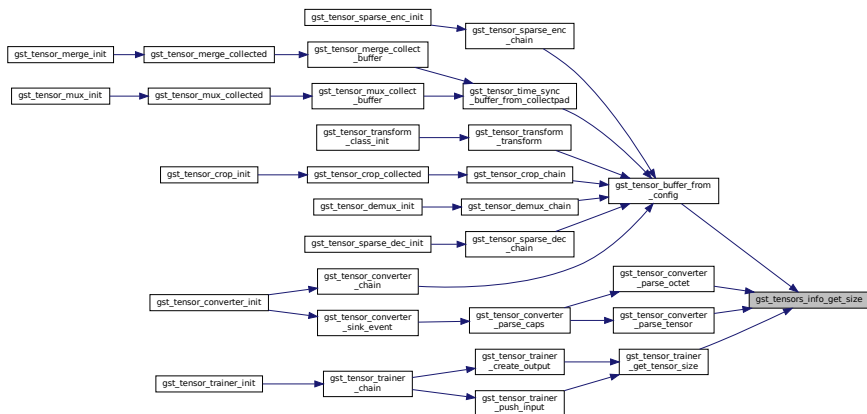 gst_tensor_sparse_enc_init
gst_tensor_sparse_enc
_chain
gst_tensor_merge_init
gst_tensor_merge_collected
gst_tensor_merge_collect
_buffer
gst_tensor_mux_init
gst_tensor_mux_collected
gst_tensor_mux_collect
_buffer
gst_tensor_time_sync
_buffer_from_collectpad
gst_tensor_transform
_class_init
gst_tensor_transform
_transform
gst_tensor_crop_init
gst_tensor_crop_collected
gst_tensor_crop_chain
gst_tensor_buffer_from
_config
gst_tensor_demux_init
gst_tensor_demux_chain
gst_tensor_sparse_dec_init
gst_tensor_sparse_dec
_chain
gst_tensor_converter_init
gst_tensor_converter
_chain
gst_tensor_converter
_sink_event
gst_tensor_converter
_parse_caps
gst_tensor_converter
_parse_octet
gst_tensor_converter
_parse_tensor
gst_tensors_info_get_size
gst_tensor_trainer_init
gst_tensor_trainer
_chain
gst_tensor_trainer
_create_output
gst_tensor_trainer
_push_input
gst_tensor_trainer
_get_tensor_size